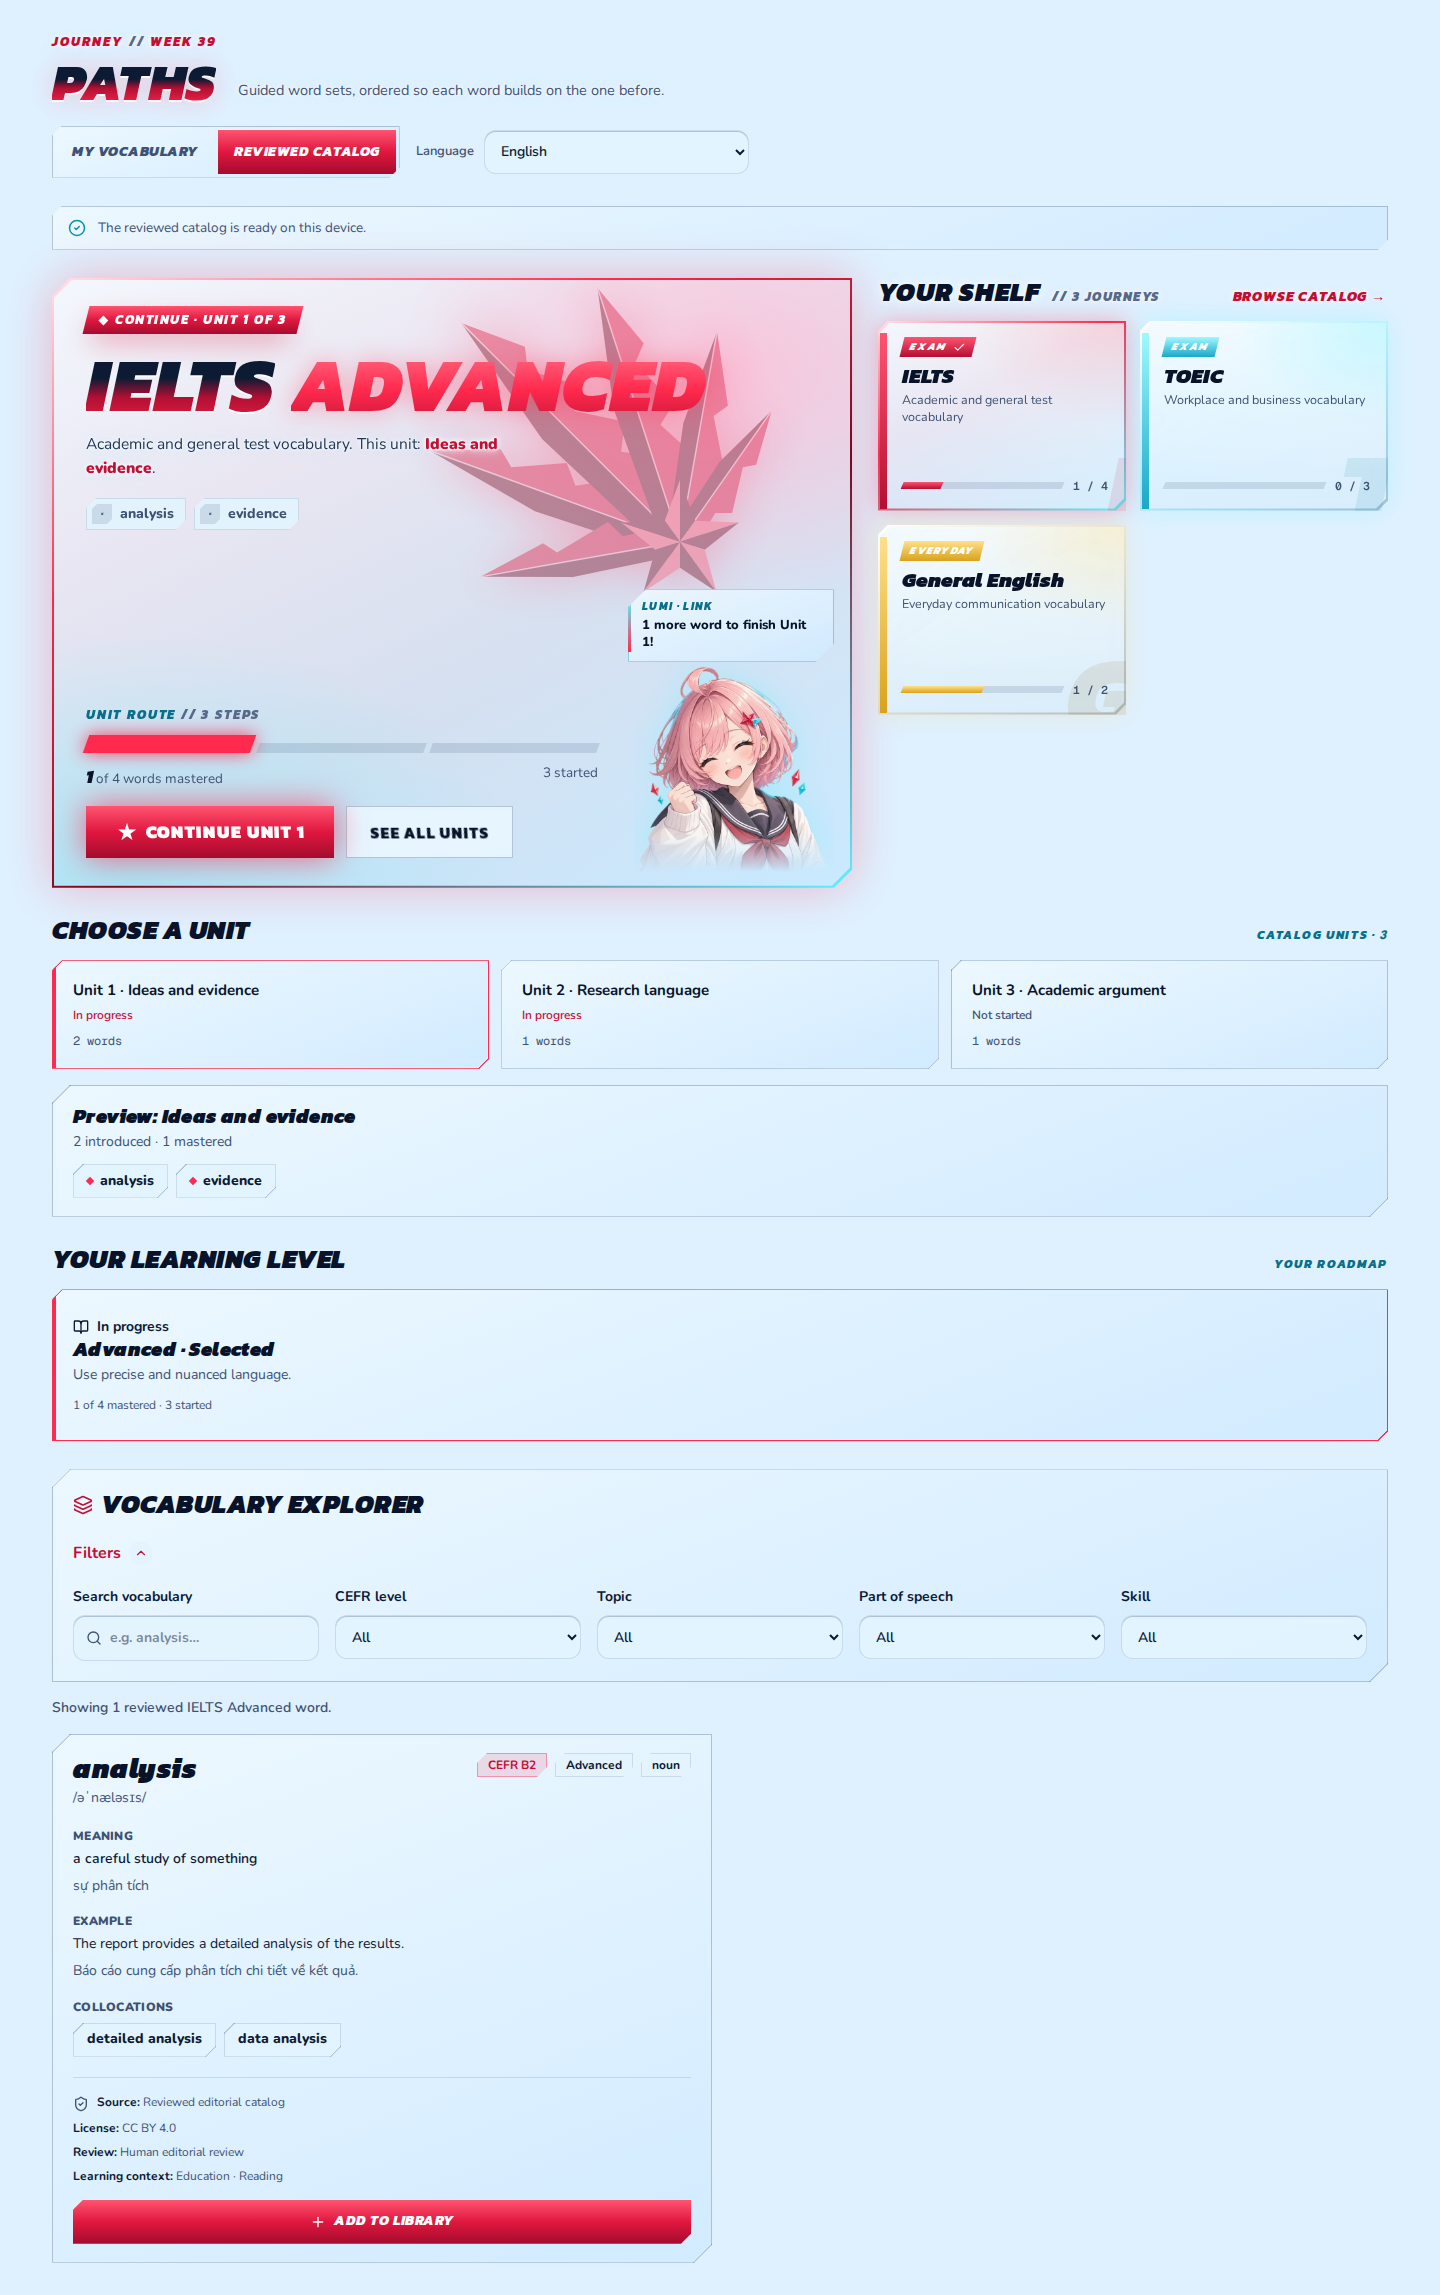 JOURNEY // WEEK 39
PATHS
Guided word sets, ordered so each word builds on the one before.
MY VOCABULARY
REVIEWED CATALOG
Language
English
The reviewed catalog is ready on this device.
◆ CONTINUE · UNIT 1 OF 3
IELTS ADVANCED
Academic and general test vocabulary. This unit: Ideas and
evidence.
analysis
evidence
LUMI · LINK
1 more word to finish Unit
1!
UNIT ROUTE // 3 STEPS
1 of 4 words mastered
3 started
★ CONTINUE UNIT 1
SEE ALL UNITS
YOUR SHELF // 3 JOURNEYS
BROWSE CATALOG →
EXAM ✓
IELTS
Academic and general test
vocabulary
1 / 4
EXAM
TOEIC
Workplace and business vocabulary
0 / 3
EVERYDAY
General English
Everyday communication vocabulary
1 / 2
CHOOSE A UNIT
CATALOG UNITS · 3
Unit 1 · Ideas and evidence
In progress
2 words
Unit 2 · Research language
In progress
1 words
Unit 3 · Academic argument
Not started
1 words
Preview: Ideas and evidence
2 introduced · 1 mastered
◆ analysis
◆ evidence
YOUR LEARNING LEVEL
YOUR ROADMAP
In progress
Advanced · Selected
Use precise and nuanced language.
1 of 4 mastered · 3 started
VOCABULARY EXPLORER
Filters
Search vocabulary
CEFR level
Topic
Part of speech
Skill
e.g. analysis...
All
All
All
All
Showing 1 reviewed IELTS Advanced word.
analysis
CEFR B2
Advanced
noun
/əˈnæləsɪs/
MEANING
a careful study of something
sự phân tích
EXAMPLE
The report provides a detailed analysis of the results.
Báo cáo cung cấp phân tích chi tiết về kết quả.
COLLOCATIONS
detailed analysis
data analysis
Source: Reviewed editorial catalog
License: CC BY 4.0
Review: Human editorial review
Learning context: Education · Reading
+ ADD TO LIBRARY